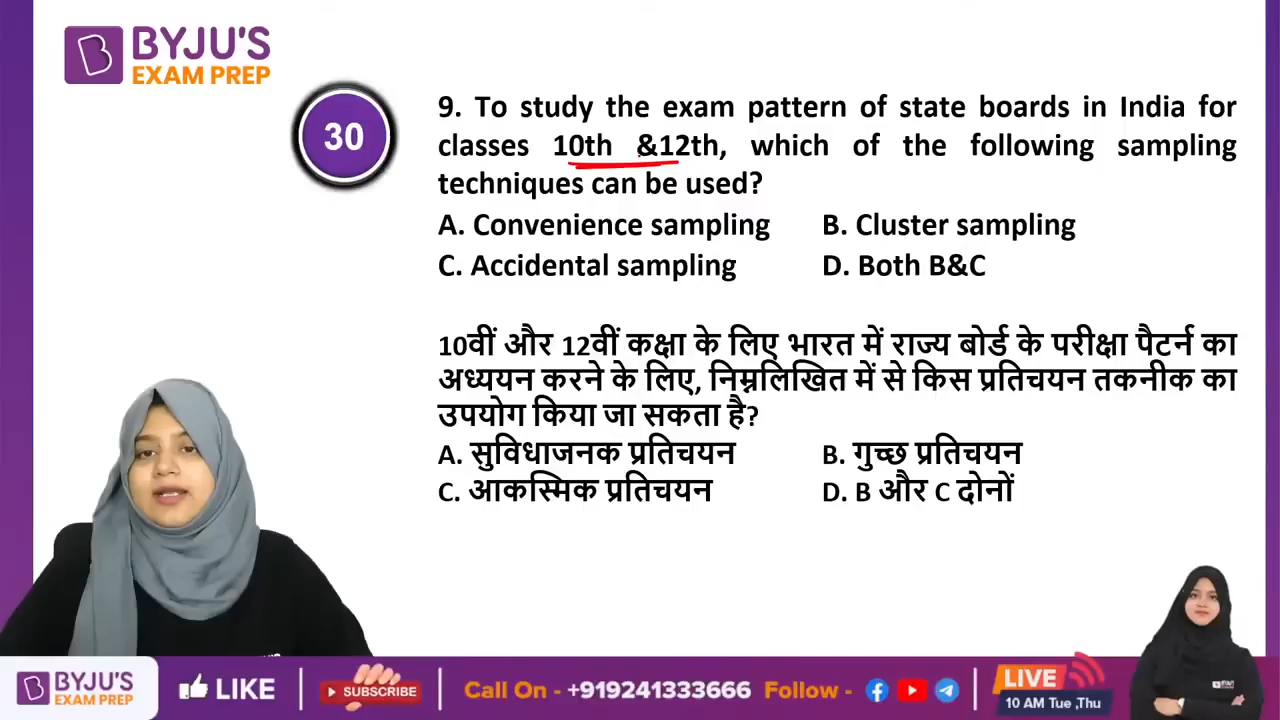 BYJU'S
EXAM PREP
30
9. To study the exam pattern of state boards in India for
classes 10th &12th, which of the following sampling
techniques can be used?
A. Convenience sampling B. Cluster sampling
C. Accidental sampling D. Both B&C
10वीं और 12वीं कक्षा के लिए भारत में राज्य बोर्ड के परीक्षा पैटर्न का
अध्ययन करने के लिए, निम्नलिखित में से किस प्रतिचयन तकनीक का
उपयोग किया जा सकता है?
A. सुविधाजनक प्रतिचयन B. गुच्छ प्रतिचयन
C. आकस्मिक प्रतिचयन D. B और C दोनों
BYJU'S
EXAM PREP
LIKE
SUBSCRIBE
Call On - +919241333666 Follow -
LIVE
10 AM Tue ,Thu